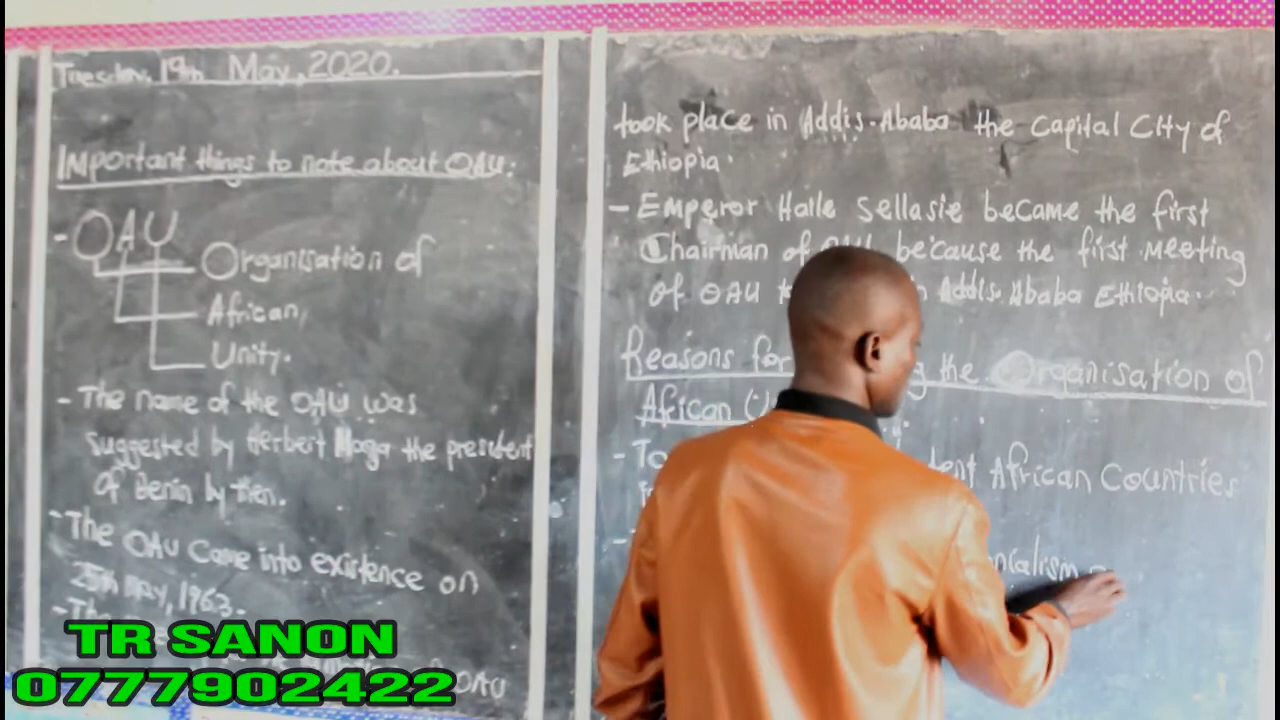 Tuesday, 19th May, 2020.
Important things to note about OAU.
- OAU
Organisation of
African,
Unity.
- The name of the OAU was
suggested by Herbert Maga the president
of Benin by then.
- The OAU came into existence on
25th May, 1963.
- The
OAU
took place in Addis-Ababa the capital City of
Ethiopia.
- Emperor Haile Sellasie became the first
Chairman of OAU because the first meeting
of OAU in Addis Ababa Ethiopia.
Reasons for the Organisation of
African
- To African Countries
TR SANON
0777902422